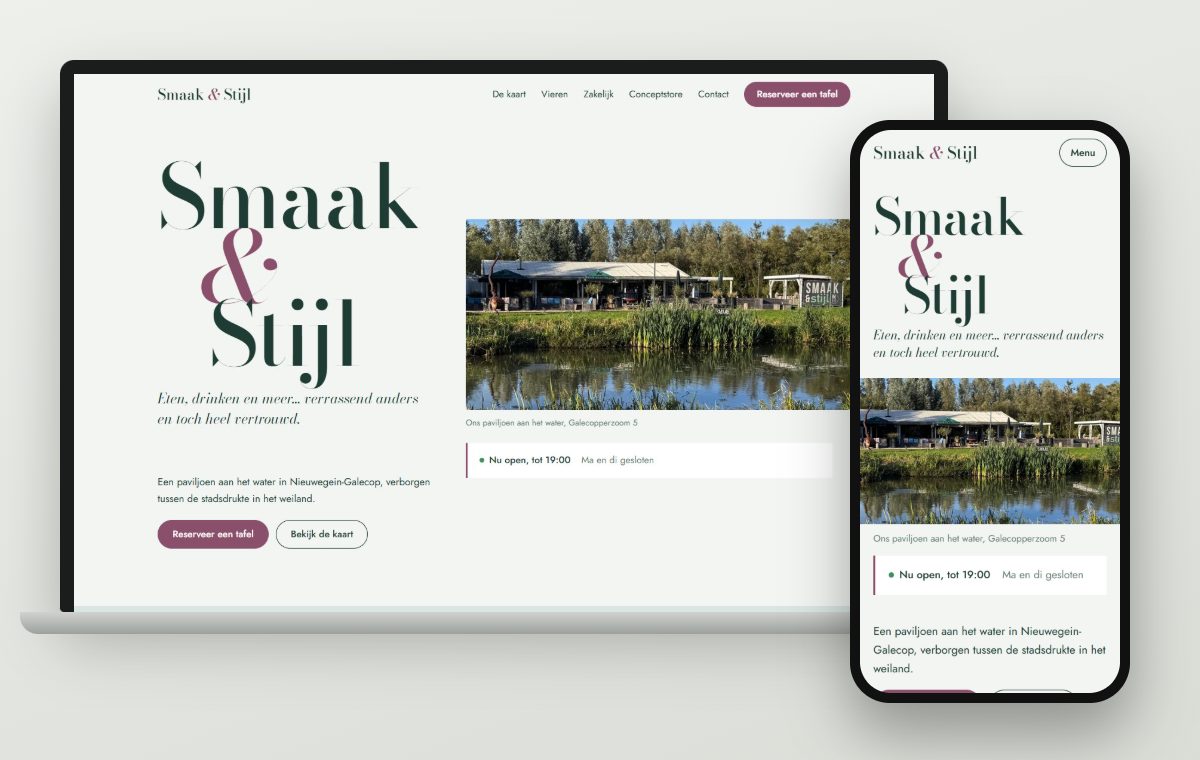 Smaak & Stijl
De kaart Vieren Zakelijk Conceptstore Contact Reserveer een tafel
Smaak
&
Stijl
Eten, drinken en meer... verrassend anders
en toch heel vertrouwd.
Een paviljoen aan het water in Nieuwegein-Galecop, verborgen
tussen de stadsdrukte in het weiland.
Reserveer een tafel Bekijk de kaart
SMAAK
&stijl
Ons paviljoen aan het water, Galecopperzoom 5
Nu open, tot 19:00 Ma en di gesloten
Smaak & Stijl
Menu
Smaak
&
Stijl
Eten, drinken en meer... verrassend anders
en toch heel vertrouwd.
Ons paviljoen aan het water, Galecopperzoom 5
Nu open, tot 19:00 Ma en di gesloten
Een paviljoen aan het water in Nieuwegein-
Galecop, verborgen tussen de stadsdrukte in het
weiland.